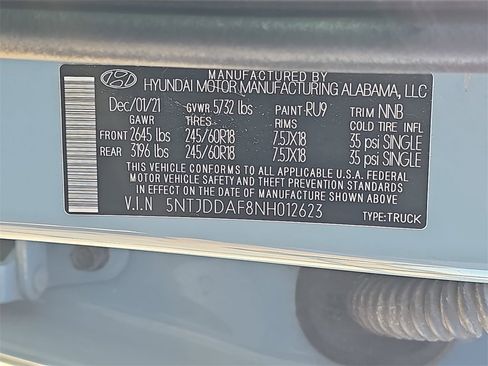 MANUFACTURED BY
HYUNDAI MOTOR MANUFACTURING ALABAMA, LLC
Dec/01/21 GVWR 5732 lbs PAINT RU9 TRIM NNB
GAWR TIRES RIMS COLD TIRE INFL
FRONT 2645 lbs 245/60R18 7.5JX18 35 psi SINGLE
REAR 3196 lbs 245/60R18 7.5JX18 35 psi SINGLE
THIS VEHICLE CONFORMS TO ALL APPLICABLE U.S.A. FEDERAL
MOTOR VEHICLE SAFETY AND THEFT PREVENTION STANDARDS
IN EFFECT ON THE DATE OF MANUFACTURE SHOWN ABOVE
V.I.N 5NTJDDAF8NH012623 TYPE:TRUCK